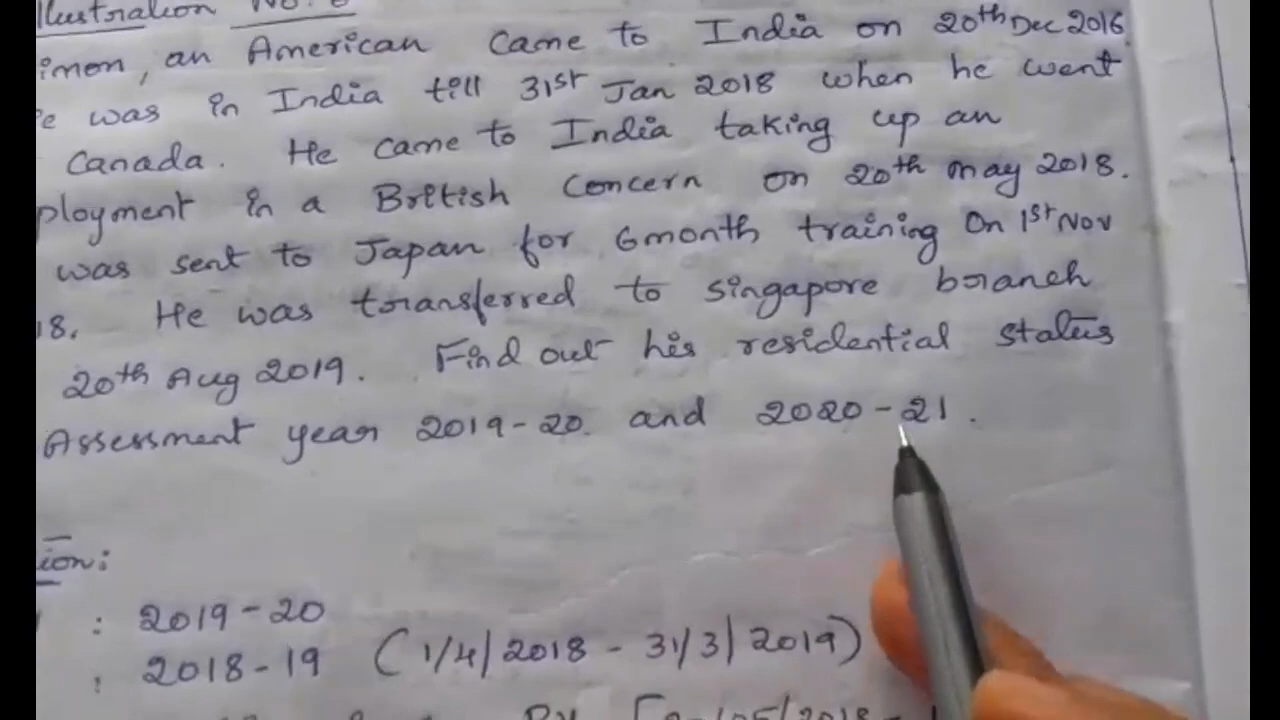 llustration No. 6
imon, an American came to India on 20th Dec 2016
e was in India till 31st Jan 2018 when he went
Canada. He came to India taking up an
ployment in a British Concern on 20th may 2018.
was sent to Japan for 6month training On 1st Nov
18. He was transferred to singapore branch
20th Aug 2019. Find out his residential status
Assessment year 2019-20. and 2020-21.
ion:
: 2019-20
: 2018-19 (1/4/2018 - 31/3/2019)